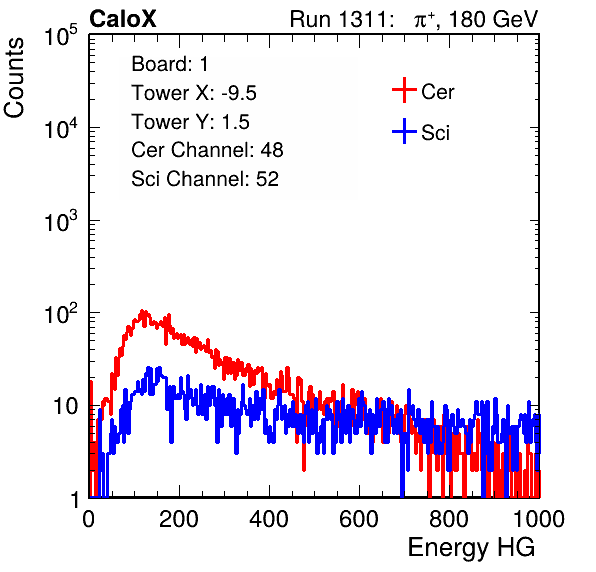 CaloX Run 1311: π⁺, 180 GeV
Counts
Board: 1
Tower X: -9.5
Tower Y: 1.5
Cer Channel: 48
Sci Channel: 52
Cer
Sci
10⁵
10⁴
10³
10²
10
1
0 200 400 600 800 1000
Energy HG